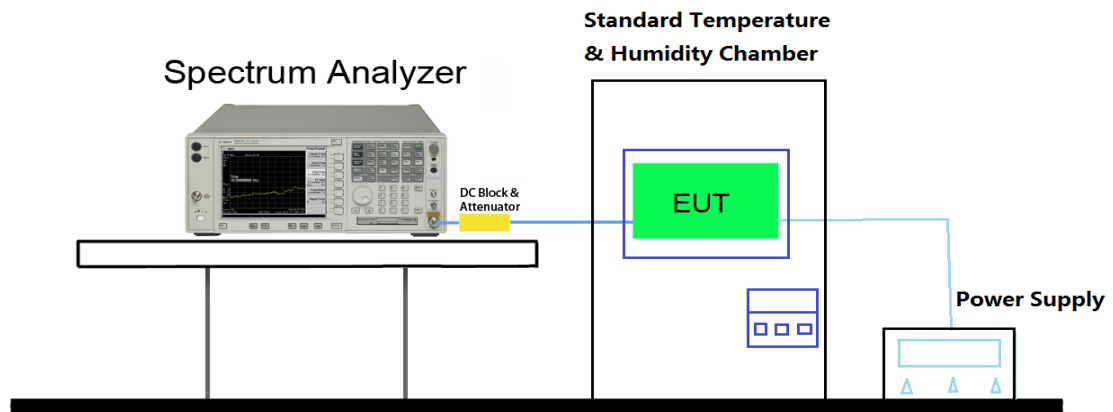 Standard Temperature
& Humidity Chamber
Spectrum Analyzer
DC Block &
Attenuator
EUT
Power Supply